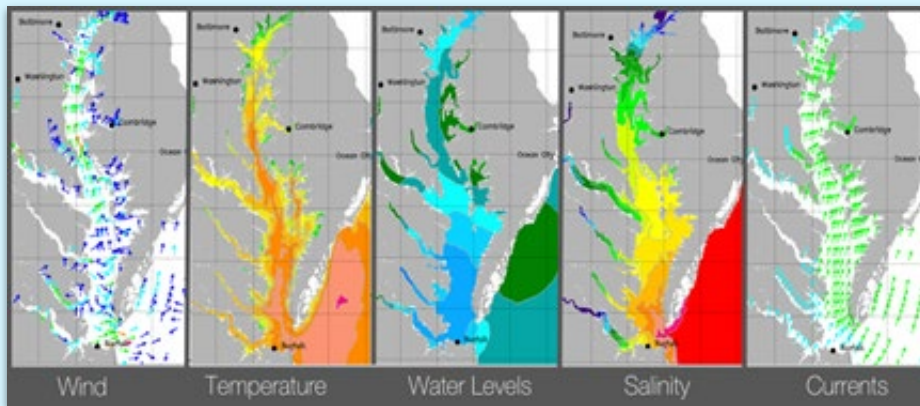 Baltimore
Washington
Cambridge
Norfolk
Wind
Baltimore
Washington
Cambridge
Ocean City
Norfolk
Temperature
Baltimore
Washington
Cambridge
Ocean City
Norfolk
Water Levels
Baltimore
Washington
Cambridge
Ocean City
Norfolk
Salinity
Baltimore
Washington
Cambridge
Norfolk
Currents